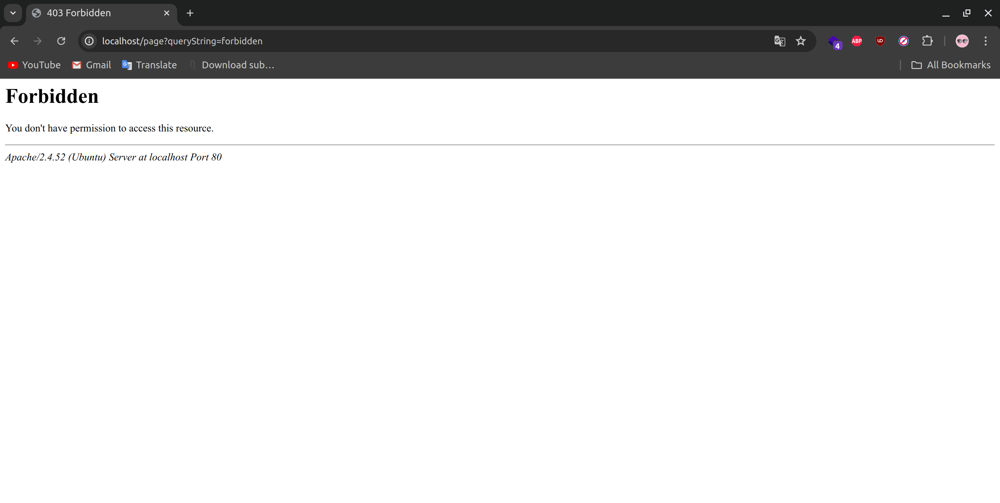 403 Forbidden
localhost/page?queryString=forbidden
4
ABP
YouTube
Gmail
Translate
Download sub...
All Bookmarks
Forbidden
You don't have permission to access this resource.
Apache/2.4.52 (Ubuntu) Server at localhost Port 80